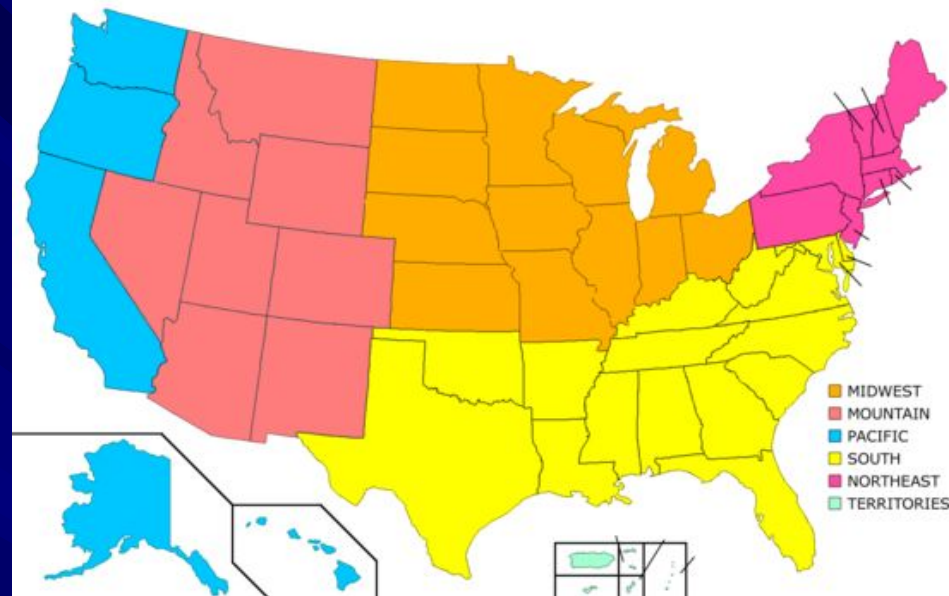 MIDWEST
MOUNTAIN
PACIFIC
SOUTH
NORTHEAST
TERRITORIES